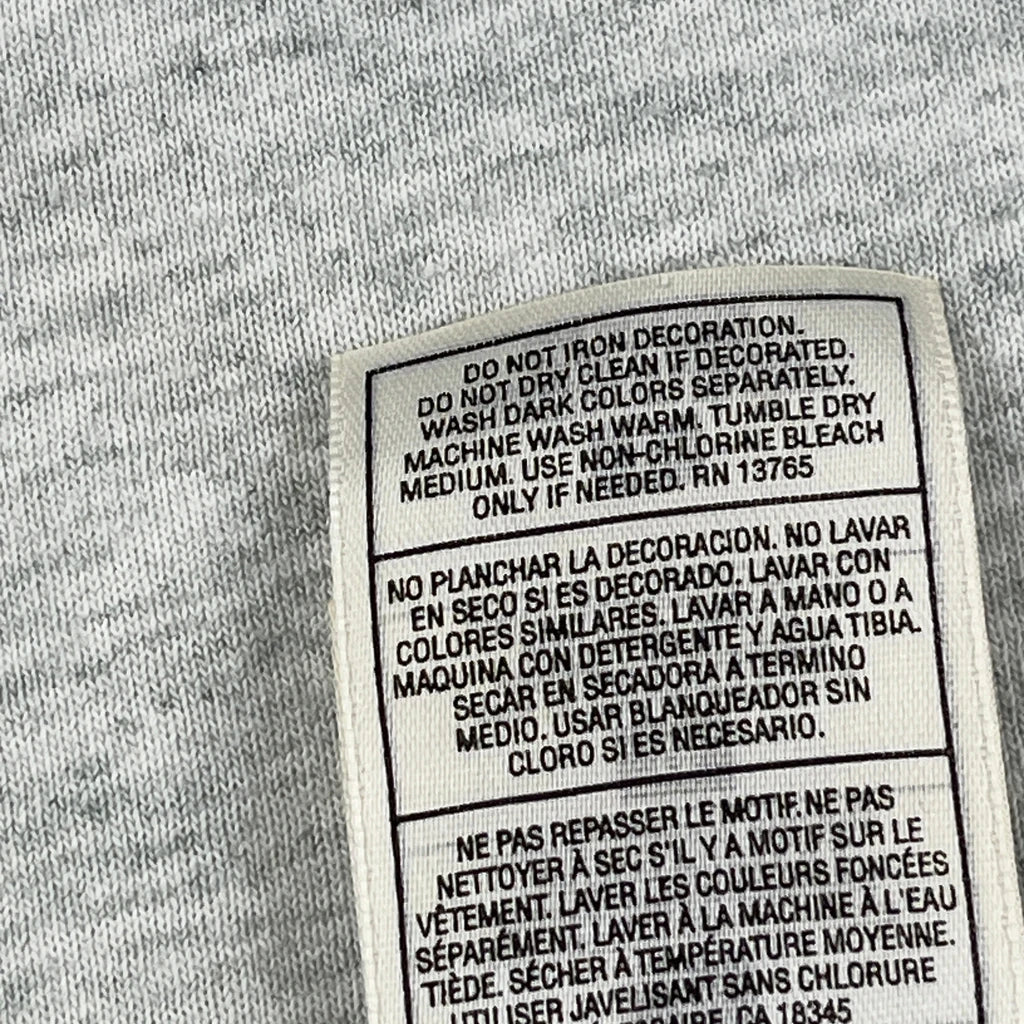 DO NOT IRON DECORATION.
DO NOT DRY CLEAN IF DECORATED.
WASH DARK COLORS SEPARATELY.
MACHINE WASH WARM. TUMBLE DRY
MEDIUM. USE NON-CHLORINE BLEACH
ONLY IF NEEDED. RN 13765
NO PLANCHAR LA DECORACION. NO LAVAR
EN SECO SI ES DECORADO. LAVAR CON
COLORES SIMILARES. LAVAR A MANO O A
MAQUINA CON DETERGENTE Y AGUA TIBIA.
SECAR EN SECADORA A TERMINO
MEDIO. USAR BLANQUEADOR SIN
CLORO SI ES NECESARIO.
NE PAS REPASSER LE MOTIF. NE PAS
NETTOYER À SEC S'IL Y A MOTIF SUR LE
VÊTEMENT. LAVER LES COULEURS FONCÉES
SÉPARÉMENT. LAVER À LA MACHINE À L'EAU
TIÈDE. SÉCHER À TEMPÉRATURE MOYENNE.
UTILISER JAVELISANT SANS CHLORURE
CA 18345